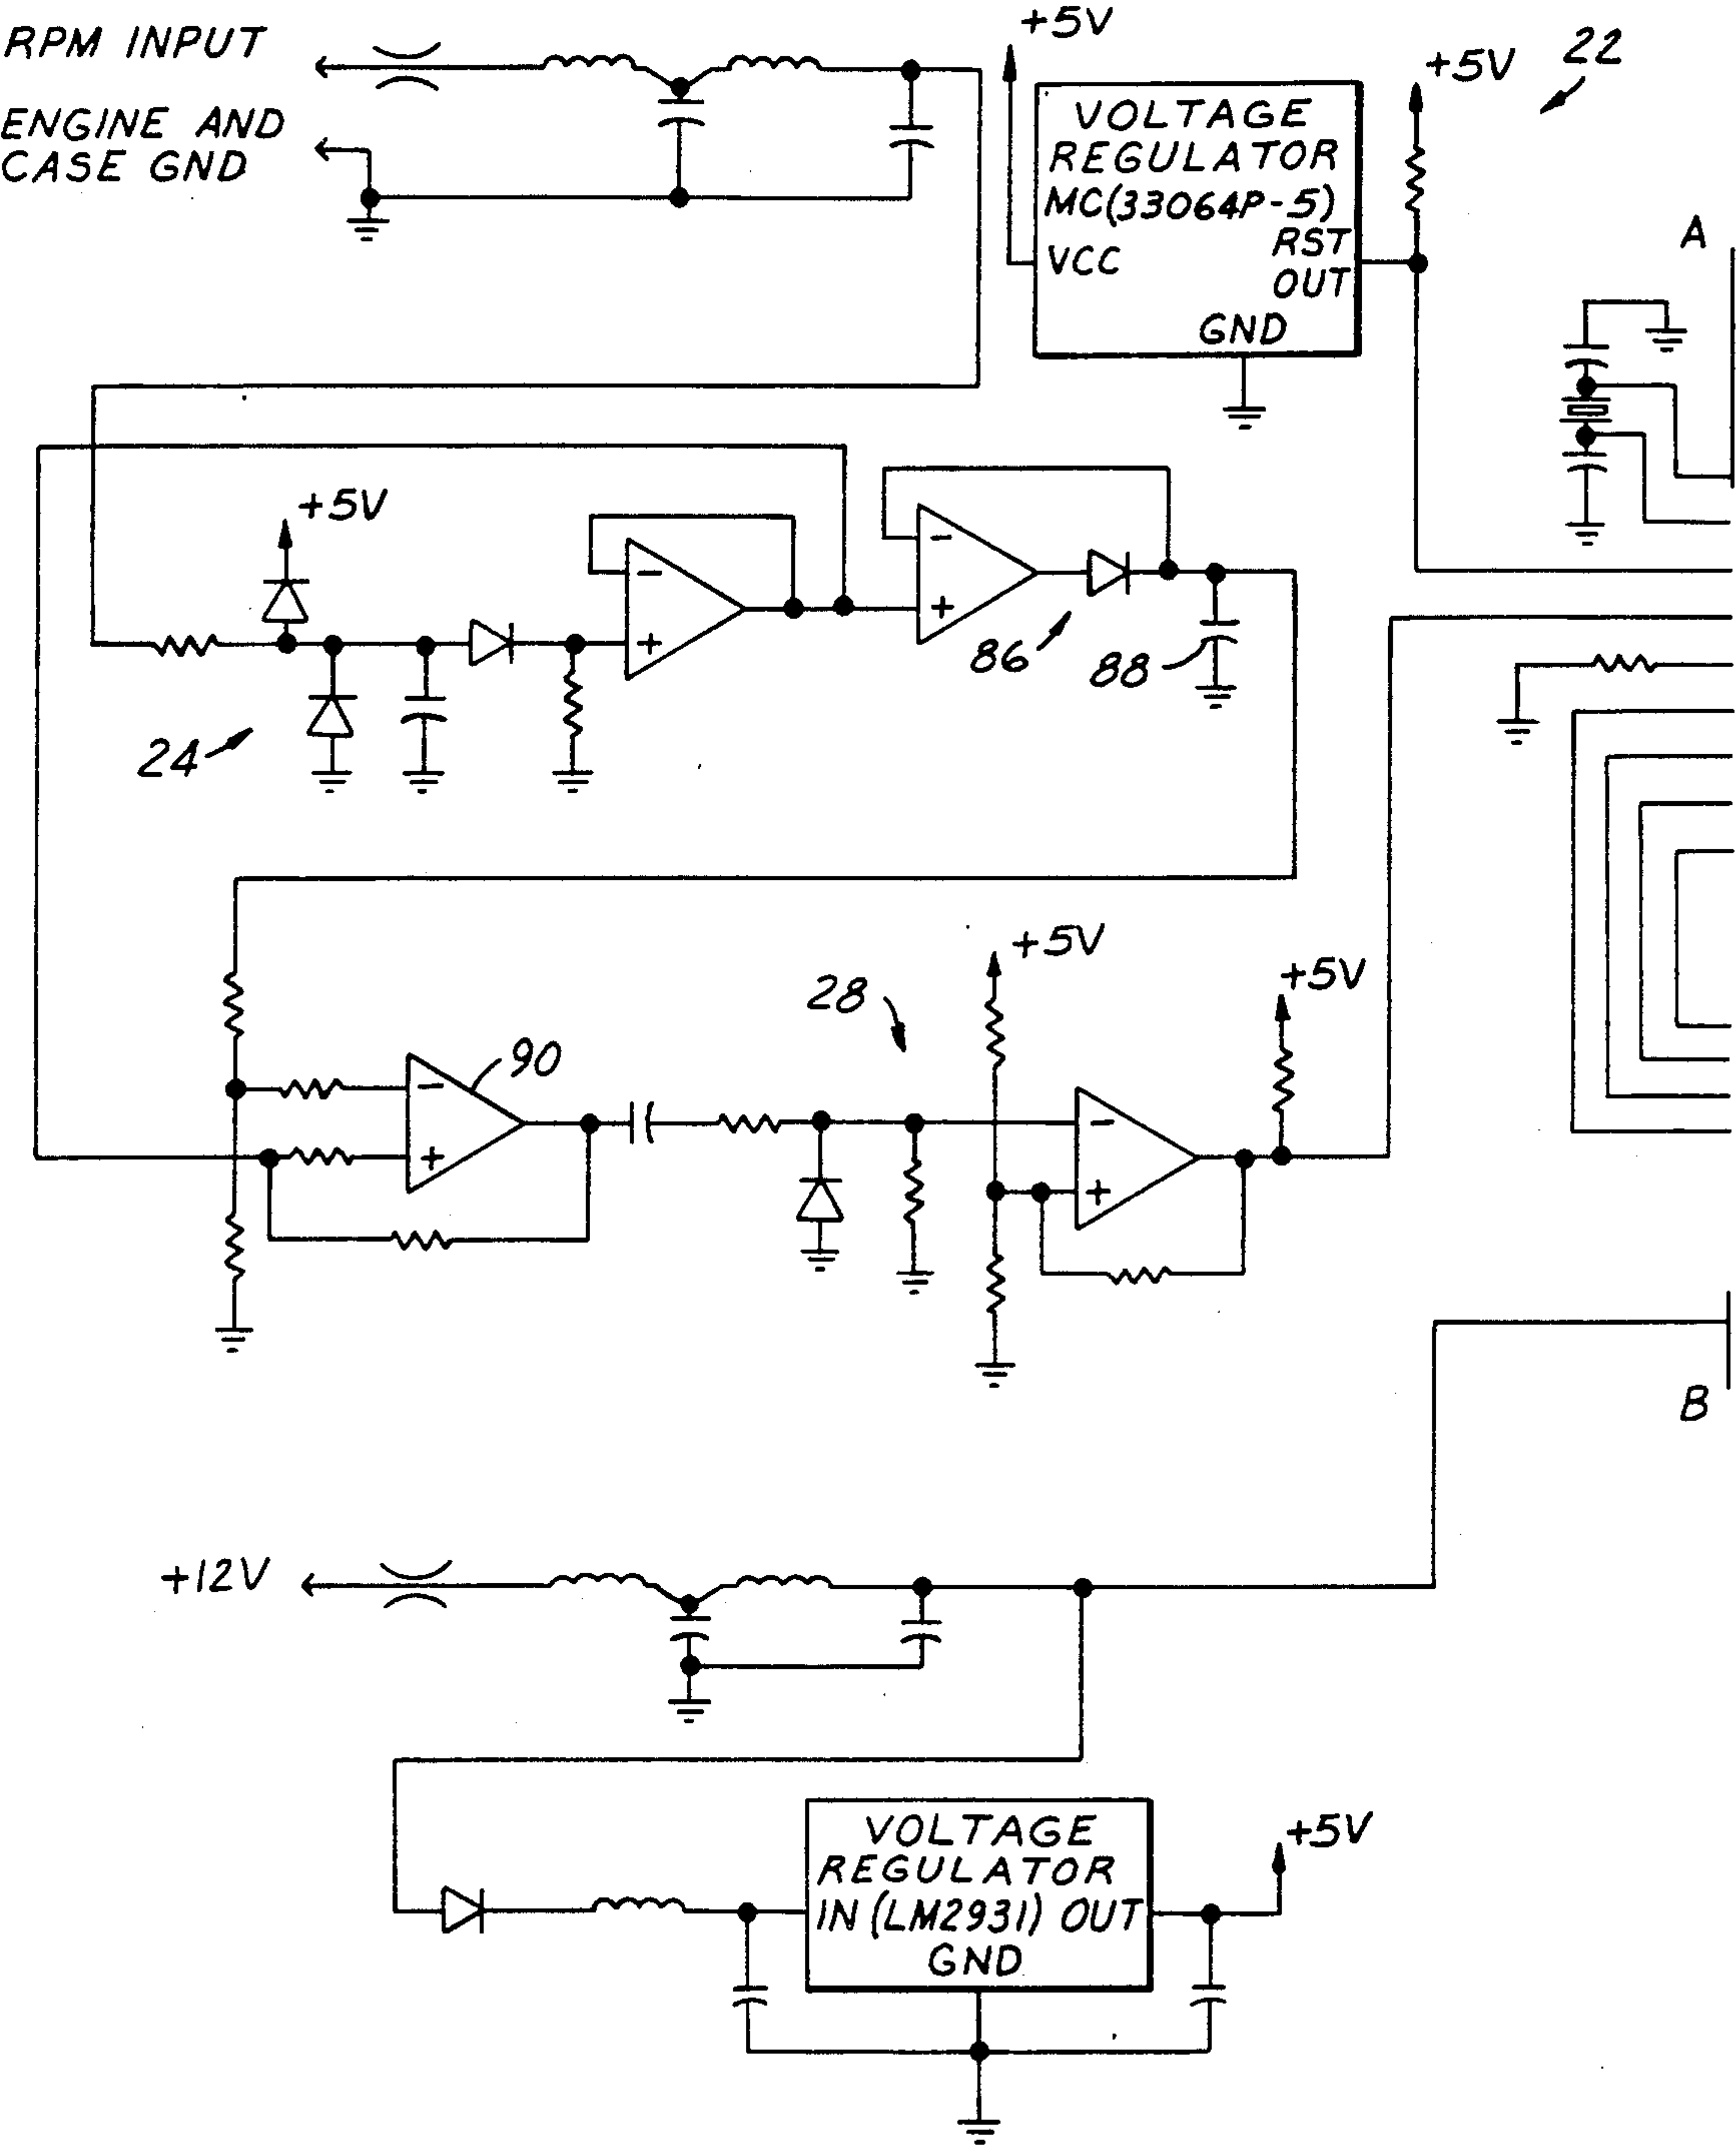 RPM INPUT
ENGINE AND
CASE GND
+5V
VOLTAGE
REGULATOR
MC(33064P-5)
VCC
RST
OUT
GND
+5V
22
A
+5V
-
+
-
+
86
88
24
+5V
28
+5V
90
-
+
-
+
B
+12V
VOLTAGE
REGULATOR
IN (LM2931) OUT
GND
+5V